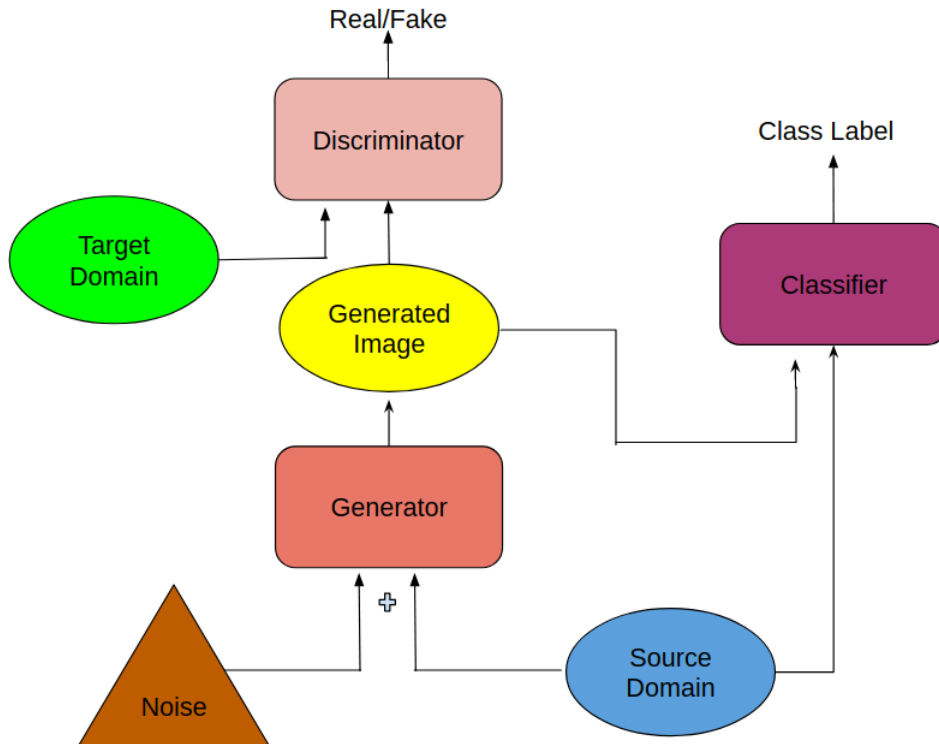 Real/Fake
Discriminator
Class Label
Target
Domain
Classifier
Generated
Image
Generator
Source
Domain
Noise